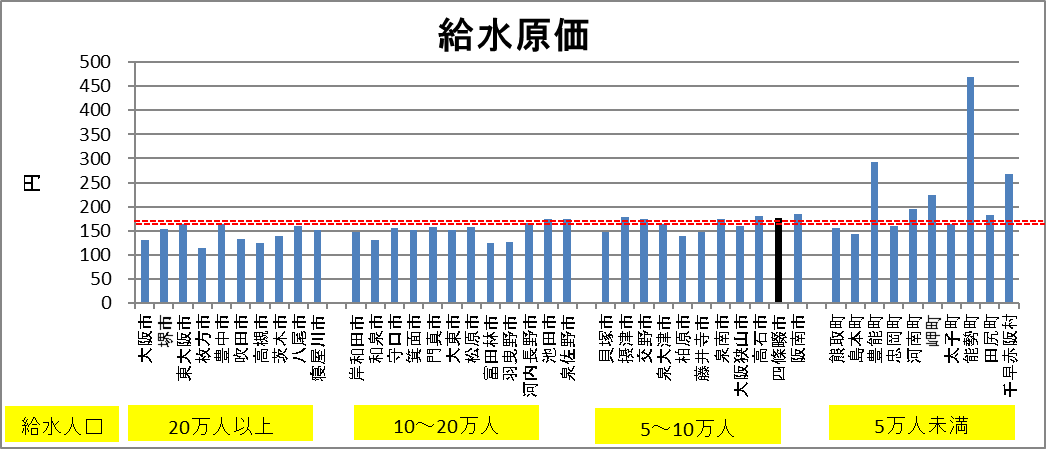 給水原価
円
500
450
400
350
300
250
200
150
100
50
0
大阪市
堺市
東大阪市
枚方市
豊中市
吹田市
高槻市
茨木市
八尾市
寝屋川市
岸和田市
和泉市
守口市
箕面市
門真市
大東市
松原市
富田林市
羽曳野市
河内長野市
池田市
泉佐野市
貝塚市
摂津市
交野市
泉大津市
柏原市
藤井寺市
泉南市
大阪狭山市
高石市
四條畷市
阪南市
熊取町
島本町
豊能町
忠岡町
河南町
岬町
太子町
能勢町
田尻町
千早赤阪村
給水人口
20万人以上
10～20万人
5～10万人
5万人未満